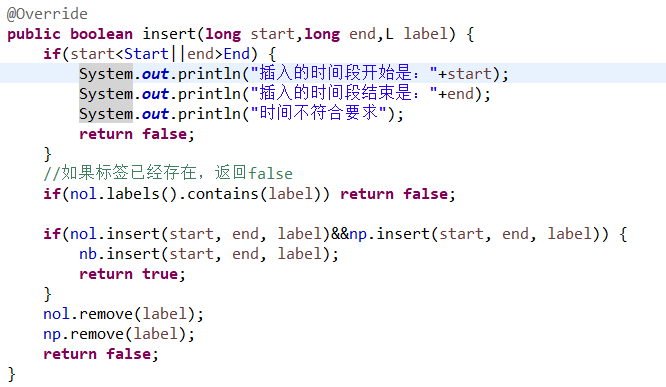 @Override
public boolean insert(long start,long end,L label) {
    if(start<Start||end>End) {
        System.out.println("插入的时间段开始是："+start);
        System.out.println("插入的时间段结束是："+end);
        System.out.println("时间不符合要求");
        return false;
    }
    //如果标签已经存在，返回false
    if(nol.labels().contains(label)) return false;

    if(nol.insert(start, end, label)&&np.insert(start, end, label)) {
        nb.insert(start, end, label);
        return true;
    }
    nol.remove(label);
    np.remove(label);
    return false;
}